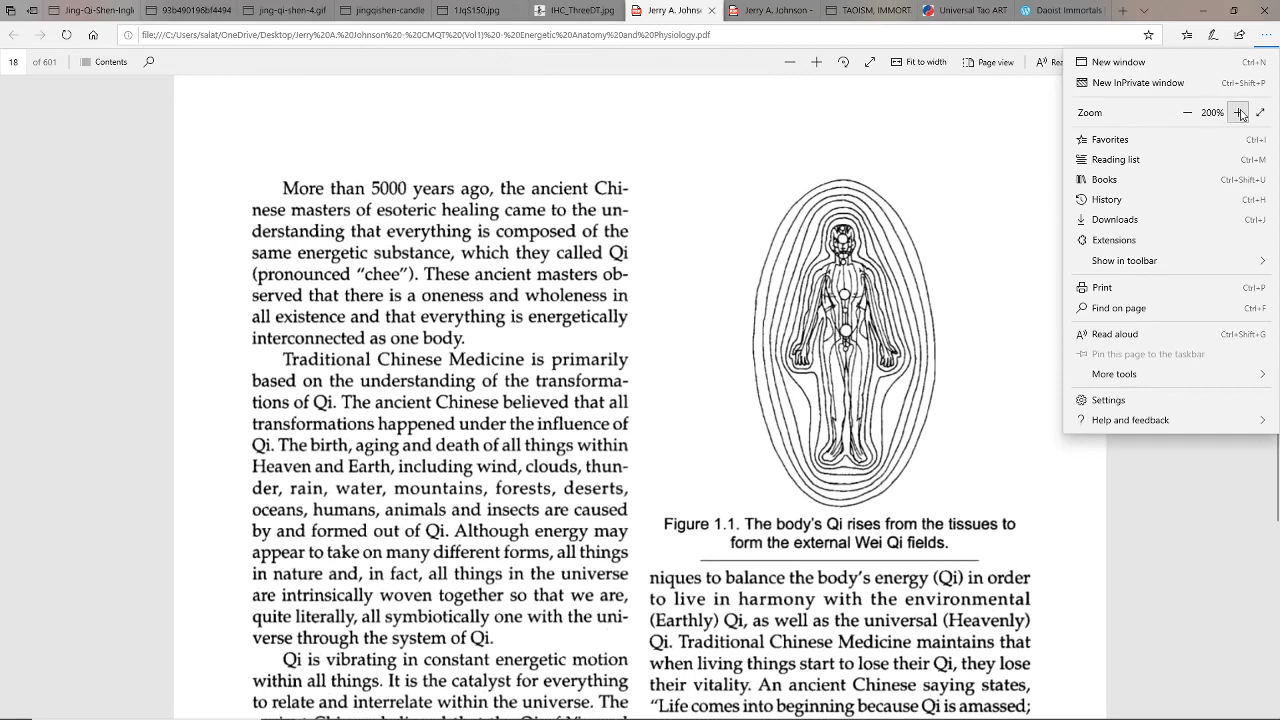 Jing-Qi-Shen-Ingl
93b490194bf4494
jing-qi-shen-4.gif
jingqishen-candle
1JqS150.jpg
IHC_ThreeDT.jpg
Jerry A. Johns
Jerry A. Johnson -
TAOISM, IMMORT
Universal Tao ART
Daoist Immortals
file:///C:/Users/salat/OneDrive/Desktop/Jerry%20A.%20Johnson%20-%20CMQT%20(Vol1)%20-%20Energetic%20Anatomy%20and%20Physiology.pdf
18 of 601
Contents
Fit to width
Page view
Rea
New window Ctrl+N
New InPrivate window Ctrl+Shift+P
Zoom 200%
Favorites Ctrl+I
Reading list Ctrl+M
Books Ctrl+Shift+U
History Ctrl+H
Downloads Ctrl+J
Extensions
Show in toolbar
Print Ctrl+P
Find on page Ctrl+F
Read aloud Ctrl+Shift+G
Pin this page to the taskbar
More tools
Settings
Help and feedback
More than 5000 years ago, the ancient Chi-
nese masters of esoteric healing came to the un-
derstanding that everything is composed of the
same energetic substance, which they called Qi
(pronounced “chee”). These ancient masters ob-
served that there is a oneness and wholeness in
all existence and that everything is energetically
interconnected as one body.
Traditional Chinese Medicine is primarily
based on the understanding of the transforma-
tions of Qi. The ancient Chinese believed that all
transformations happened under the influence of
Qi. The birth, aging and death of all things within
Heaven and Earth, including wind, clouds, thun-
der, rain, water, mountains, forests, deserts,
oceans, humans, animals and insects are caused
by and formed out of Qi. Although energy may
appear to take on many different forms, all things
in nature and, in fact, all things in the universe
are intrinsically woven together so that we are,
quite literally, all symbiotically one with the uni-
verse through the system of Qi.
Qi is vibrating in constant energetic motion
within all things. It is the catalyst for everything
to relate and interrelate within the universe. The
Figure 1.1. The body’s Qi rises from the tissues to
form the external Wei Qi fields.
niques to balance the body’s energy (Qi) in order
to live in harmony with the environmental
(Earthly) Qi, as well as the universal (Heavenly)
Qi. Traditional Chinese Medicine maintains that
when living things start to lose their Qi, they lose
their vitality. An ancient Chinese saying states,
“Life comes into beginning because Qi is amassed;